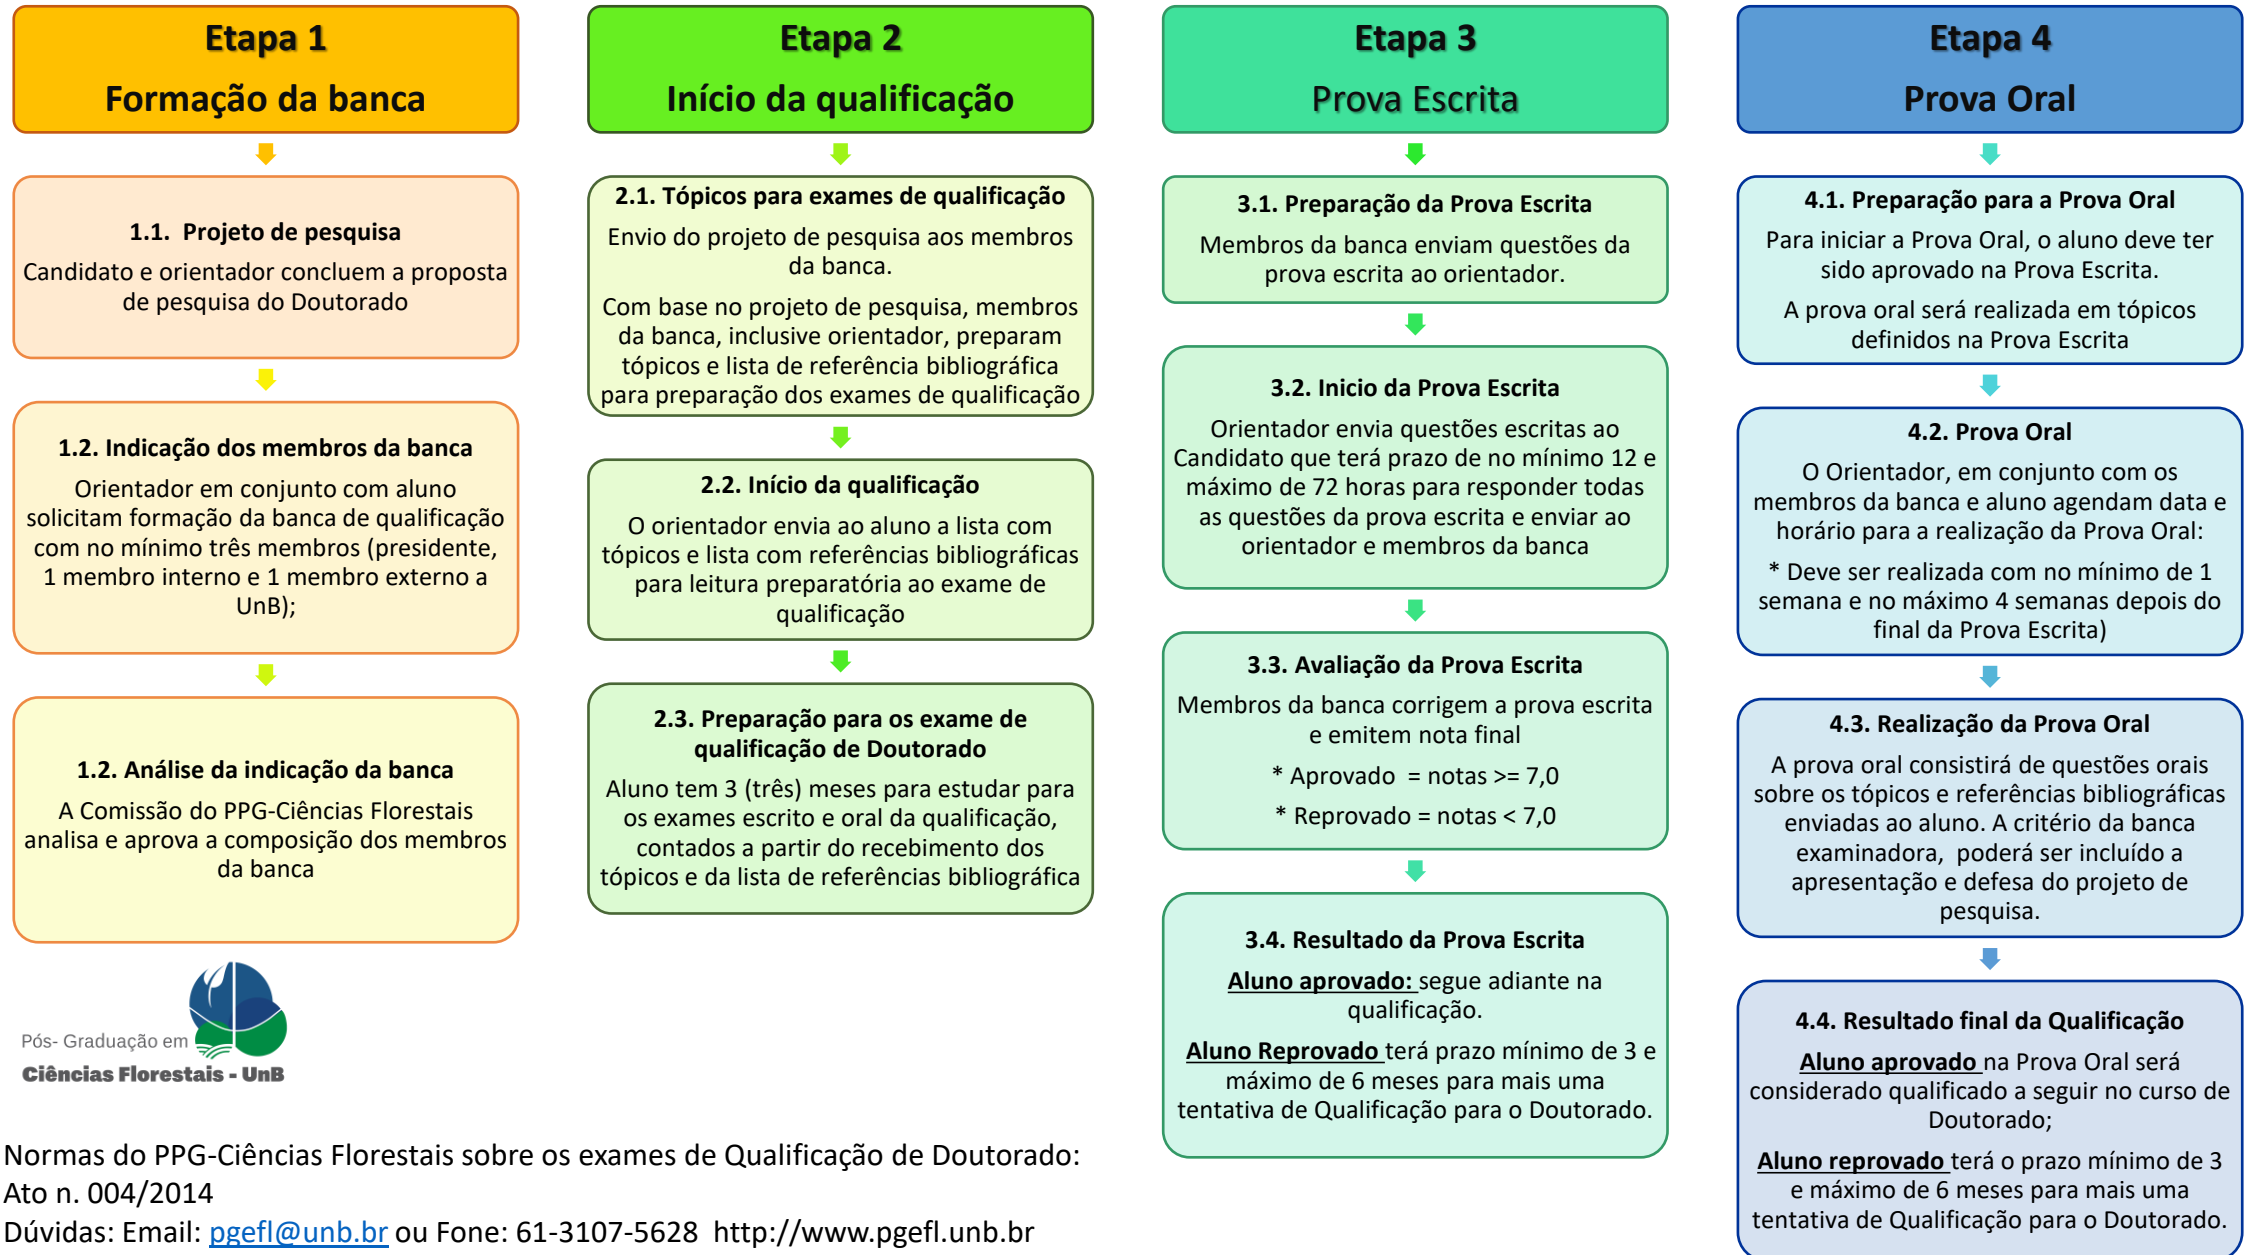 Etapa 1
Formação da banca
1.1. Projeto de pesquisa
Candidato e orientador concluem a proposta
de pesquisa do Doutorado
1.2. Indicação dos membros da banca
Orientador em conjunto com aluno
solicitam formação da banca de qualificação
com no mínimo três membros (presidente,
1 membro interno e 1 membro externo a
UnB);
1.2. Análise da indicação da banca
A Comissão do PPG-Ciências Florestais
analisa e aprova a composição dos membros
da banca
Etapa 2
Início da qualificação
2.1. Tópicos para exames de qualificação
Envio do projeto de pesquisa aos membros
da banca.
Com base no projeto de pesquisa, membros
da banca, inclusive orientador, preparam
tópicos e lista de referência bibliográfica
para preparação dos exames de qualificação
2.2. Início da qualificação
O orientador envia ao aluno a lista com
tópicos e lista com referências bibliográficas
para leitura preparatória ao exame de
qualificação
2.3. Preparação para os exame de
qualificação de Doutorado
Aluno tem 3 (três) meses para estudar para
os exames escrito e oral da qualificação,
contados a partir do recebimento dos
tópicos e da lista de referências bibliográfica
Etapa 3
Prova Escrita
3.1. Preparação da Prova Escrita
Membros da banca enviam questões da
prova escrita ao orientador.
3.2. Inicio da Prova Escrita
Orientador envia questões escritas ao
Candidato que terá prazo de no mínimo 12 e
máximo de 72 horas para responder todas
as questões da prova escrita e enviar ao
orientador e membros da banca
3.3. Avaliação da Prova Escrita
Membros da banca corrigem a prova escrita
e emitem nota final
* Aprovado = notas >= 7,0
* Reprovado = notas < 7,0
3.4. Resultado da Prova Escrita
Aluno aprovado: segue adiante na
qualificação.
Aluno Reprovado terá prazo mínimo de 3 e
máximo de 6 meses para mais uma
tentativa de Qualificação para o Doutorado.
Etapa 4
Prova Oral
4.1. Preparação para a Prova Oral
Para iniciar a Prova Oral, o aluno deve ter
sido aprovado na Prova Escrita.
A prova oral será realizada em tópicos
definidos na Prova Escrita
4.2. Prova Oral
O Orientador, em conjunto com os
membros da banca e aluno agendam data e
horário para a realização da Prova Oral:
* Deve ser realizada com no mínimo de 1
semana e no máximo 4 semanas depois do
final da Prova Escrita)
4.3. Realização da Prova Oral
A prova oral consistirá de questões orais
sobre os tópicos e referências bibliográficas
enviadas ao aluno. A critério da banca
examinadora, poderá ser incluído a
apresentação e defesa do projeto de
pesquisa.
4.4. Resultado final da Qualificação
Aluno aprovado na Prova Oral será
considerado qualificado a seguir no curso de
Doutorado;
Aluno reprovado terá o prazo mínimo de 3
e máximo de 6 meses para mais uma
tentativa de Qualificação para o Doutorado.
Pós- Graduação em
Ciências Florestais - UnB
Normas do PPG-Ciências Florestais sobre os exames de Qualificação de Doutorado:
Ato n. 004/2014
Dúvidas: Email: pgefl@unb.br ou Fone: 61-3107-5628 http://www.pgefl.unb.br